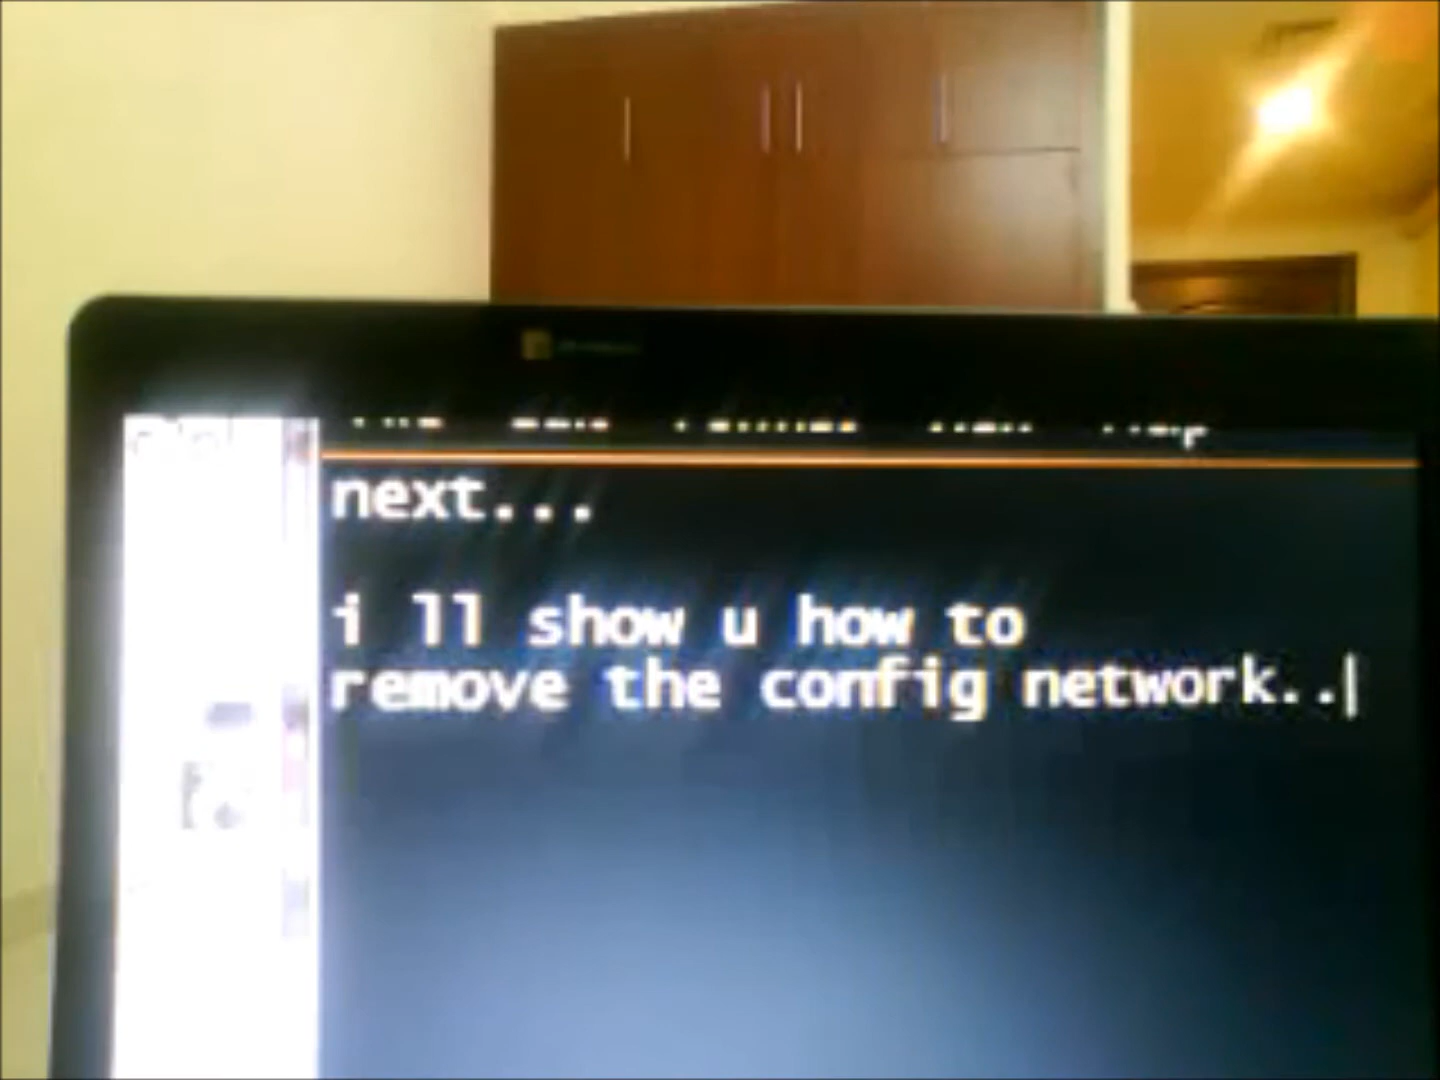 next...
i ll show u how to
remove the config network..